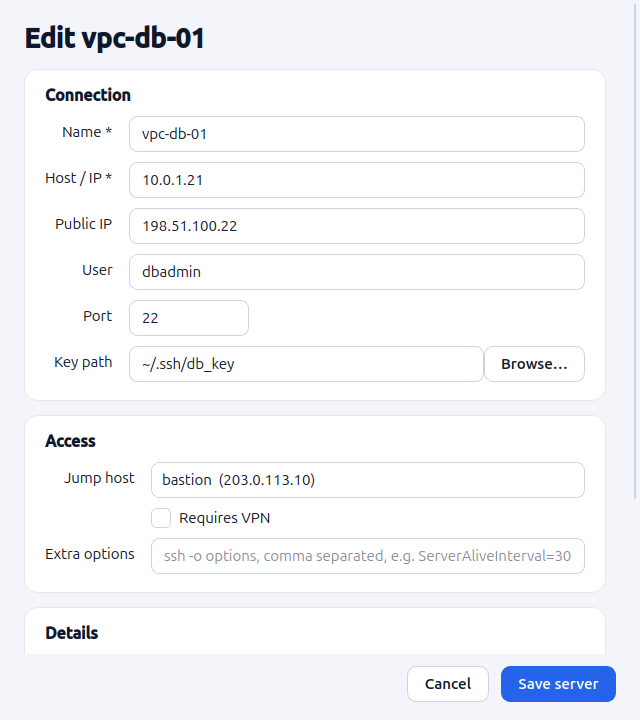 Edit vpc-db-01
Connection
Name * vpc-db-01
Host / IP * 10.0.1.21
Public IP 198.51.100.22
User dbadmin
Port 22
Key path ~/.ssh/db_key Browse...
Access
Jump host bastion (203.0.113.10)
Requires VPN
Extra options ssh -o options, comma separated, e.g. ServerAliveInterval=30
Details
Cancel Save server